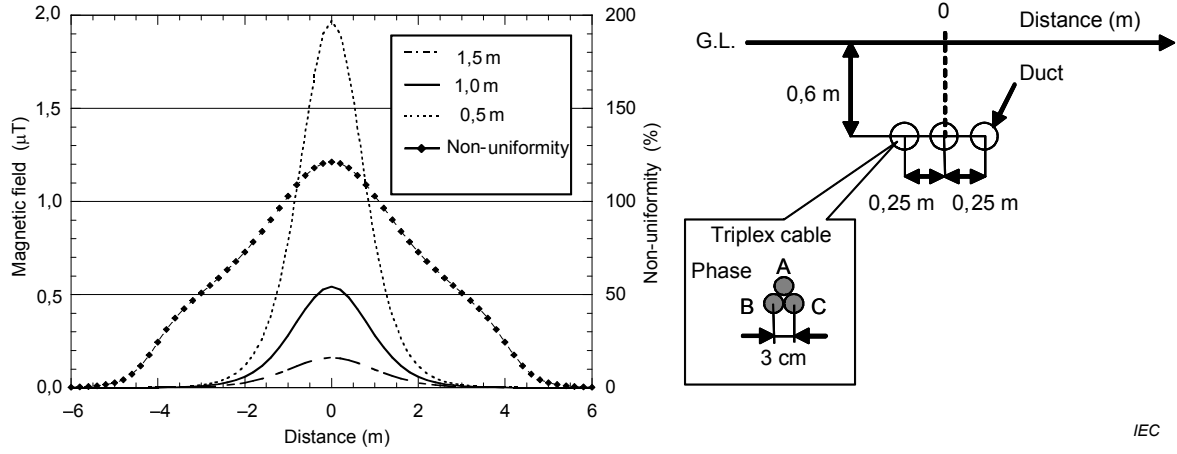 2,0
1,5
1,0
0,5
0,0
Magnetic field (μT)
200
150
100
50
0
Non-uniformity (%)
–6
–4
–2
0
2
4
6
Distance (m)
1,5 m
1,0 m
0,5 m
Non-uniformity
0
Distance (m)
G.L.
Duct
0,6 m
0,25 m
0,25 m
Triplex cable
Phase
A
B
C
3 cm
IEC